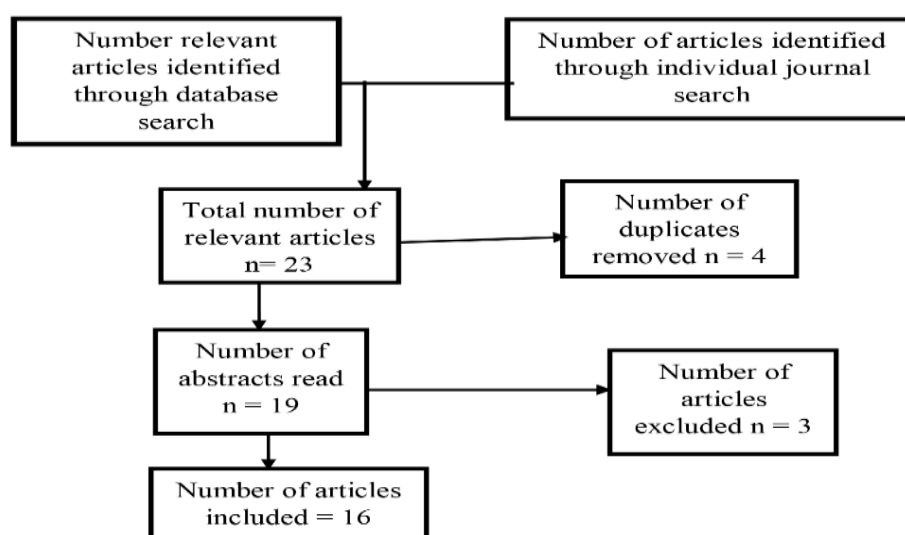 Number relevant
articles identified
through database
search
Number of articles identified
through individual journal
search
Total number of
relevant articles
n= 23
Number of
duplicates
removed n = 4
Number of
abstracts read
n = 19
Number of
articles
excluded n = 3
Number of articles
included = 16